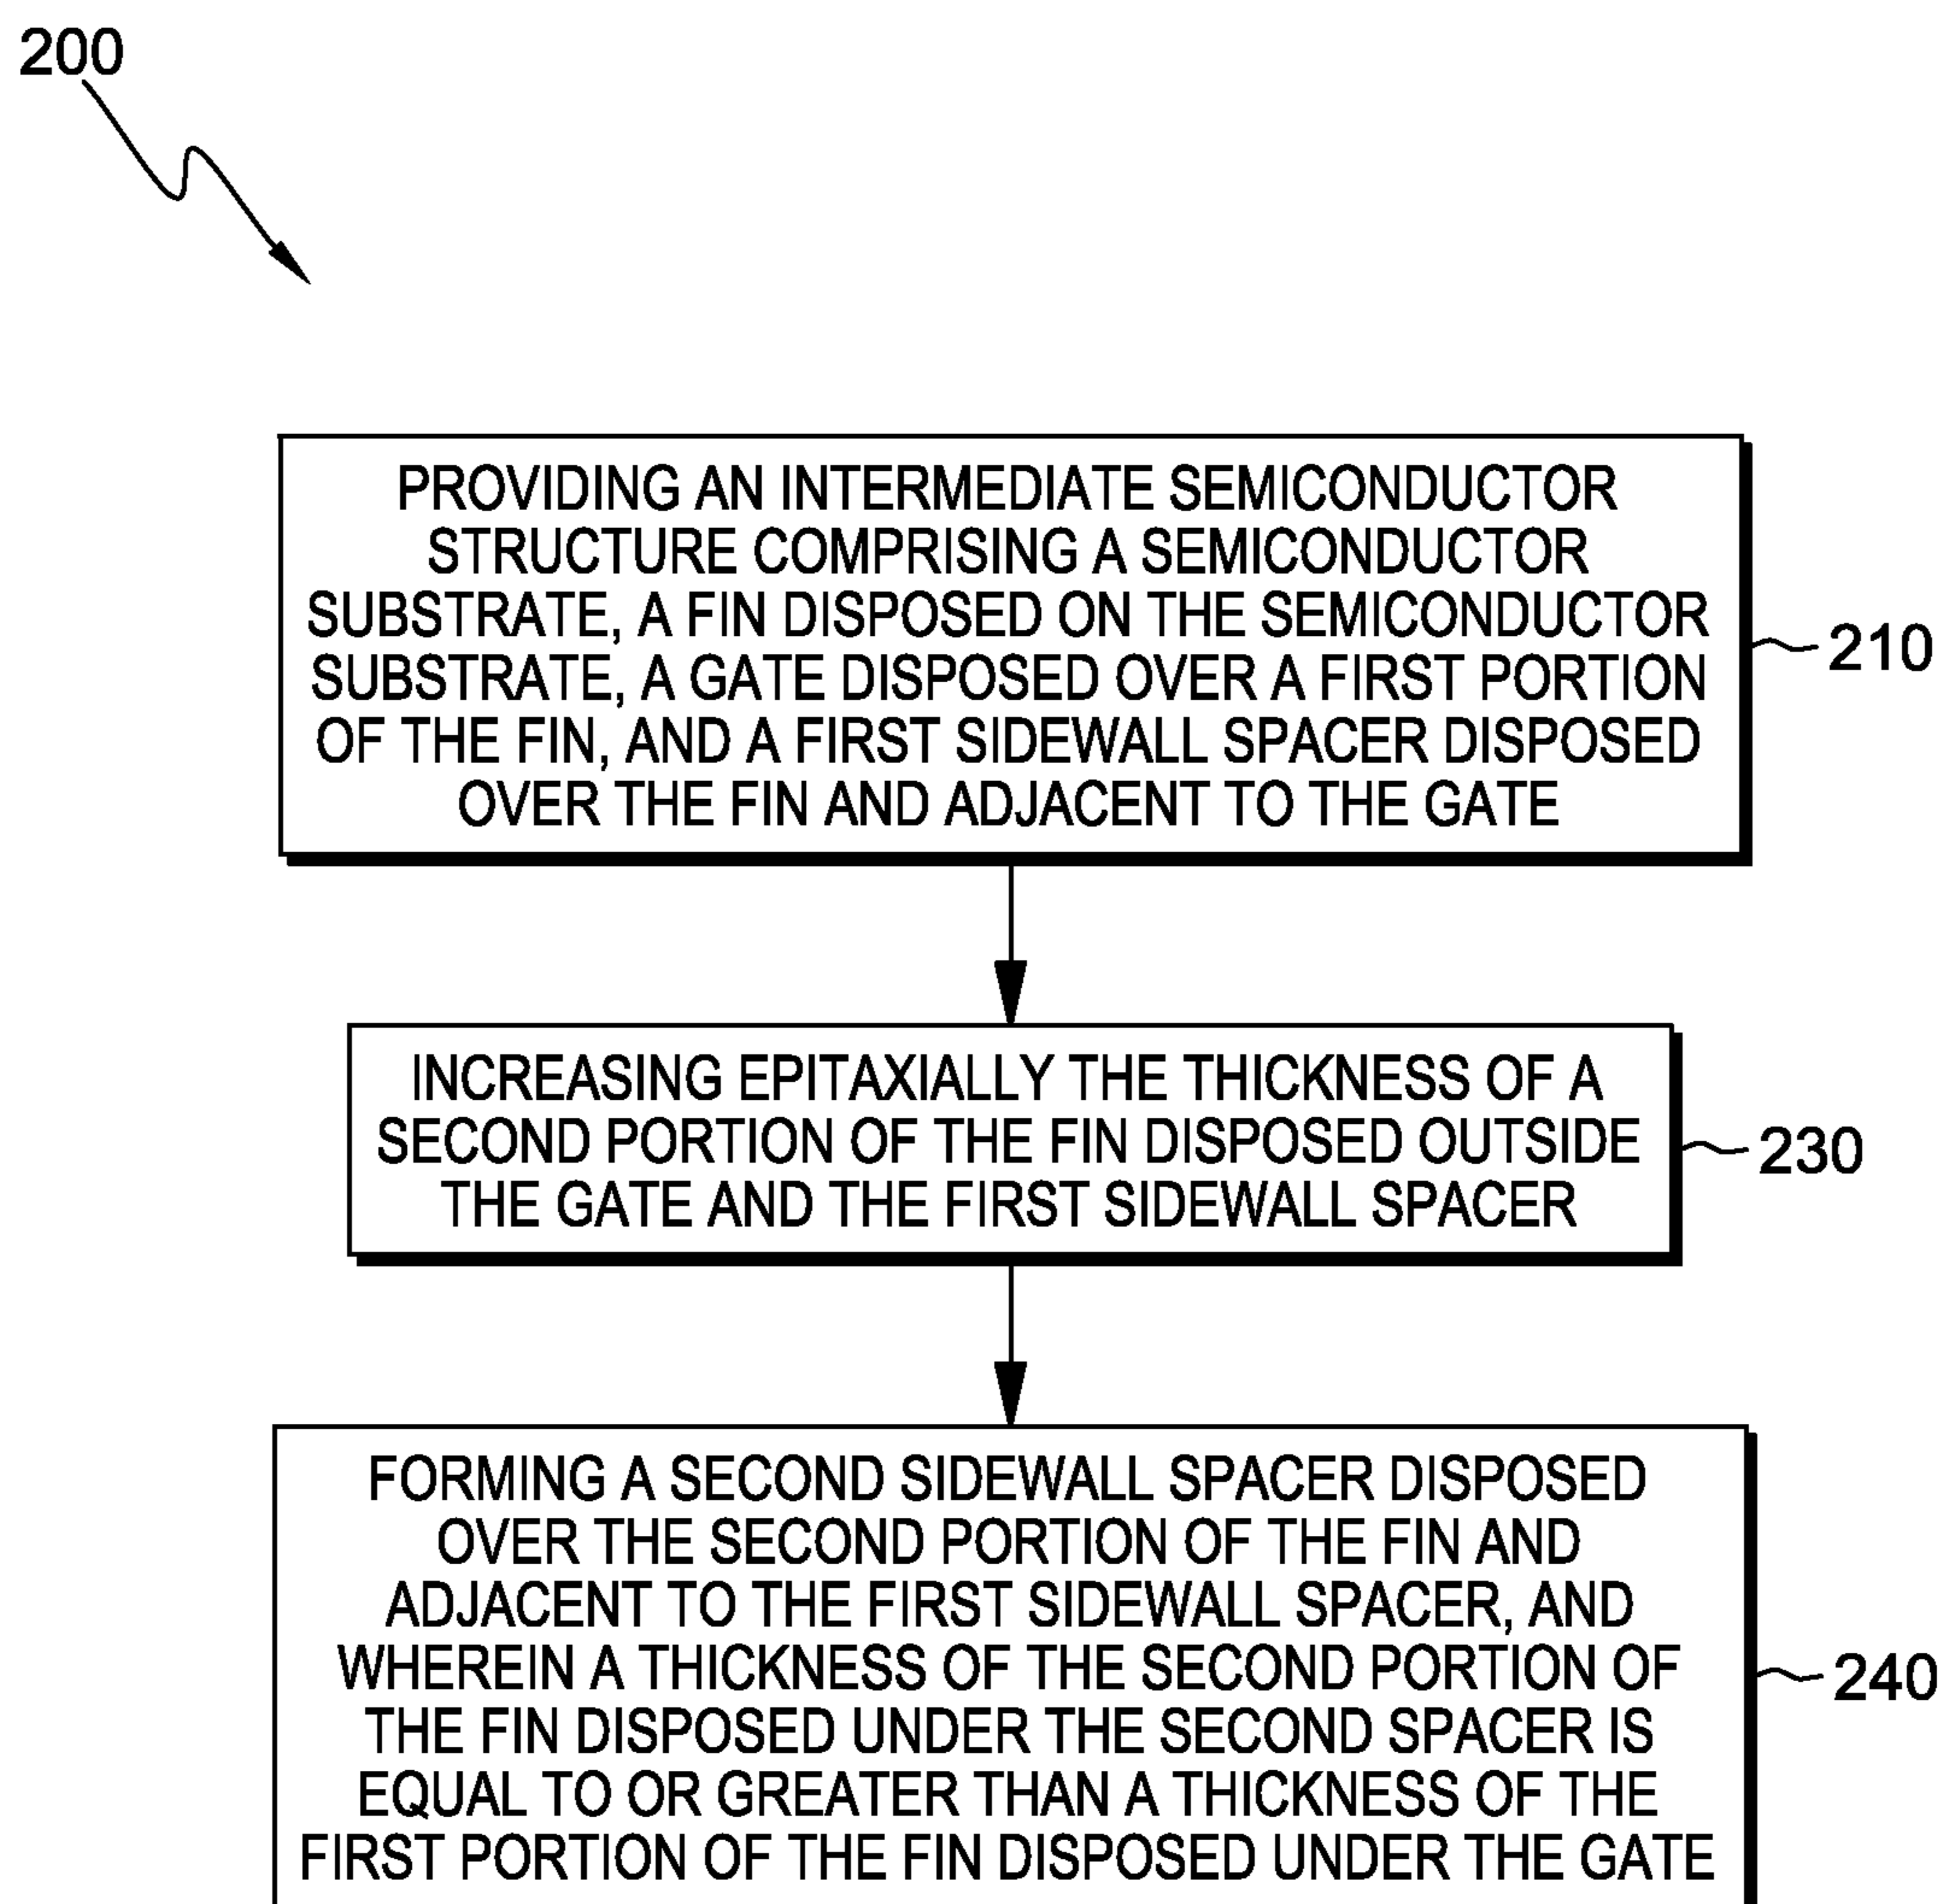 200
PROVIDING AN INTERMEDIATE SEMICONDUCTOR
STRUCTURE COMPRISING A SEMICONDUCTOR
SUBSTRATE, A FIN DISPOSED ON THE SEMICONDUCTOR
SUBSTRATE, A GATE DISPOSED OVER A FIRST PORTION
OF THE FIN, AND A FIRST SIDEWALL SPACER DISPOSED
OVER THE FIN AND ADJACENT TO THE GATE
210
INCREASING EPITAXIALLY THE THICKNESS OF A
SECOND PORTION OF THE FIN DISPOSED OUTSIDE
THE GATE AND THE FIRST SIDEWALL SPACER
230
FORMING A SECOND SIDEWALL SPACER DISPOSED
OVER THE SECOND PORTION OF THE FIN AND
ADJACENT TO THE FIRST SIDEWALL SPACER, AND
WHEREIN A THICKNESS OF THE SECOND PORTION OF
THE FIN DISPOSED UNDER THE SECOND SPACER IS
EQUAL TO OR GREATER THAN A THICKNESS OF THE
FIRST PORTION OF THE FIN DISPOSED UNDER THE GATE
240